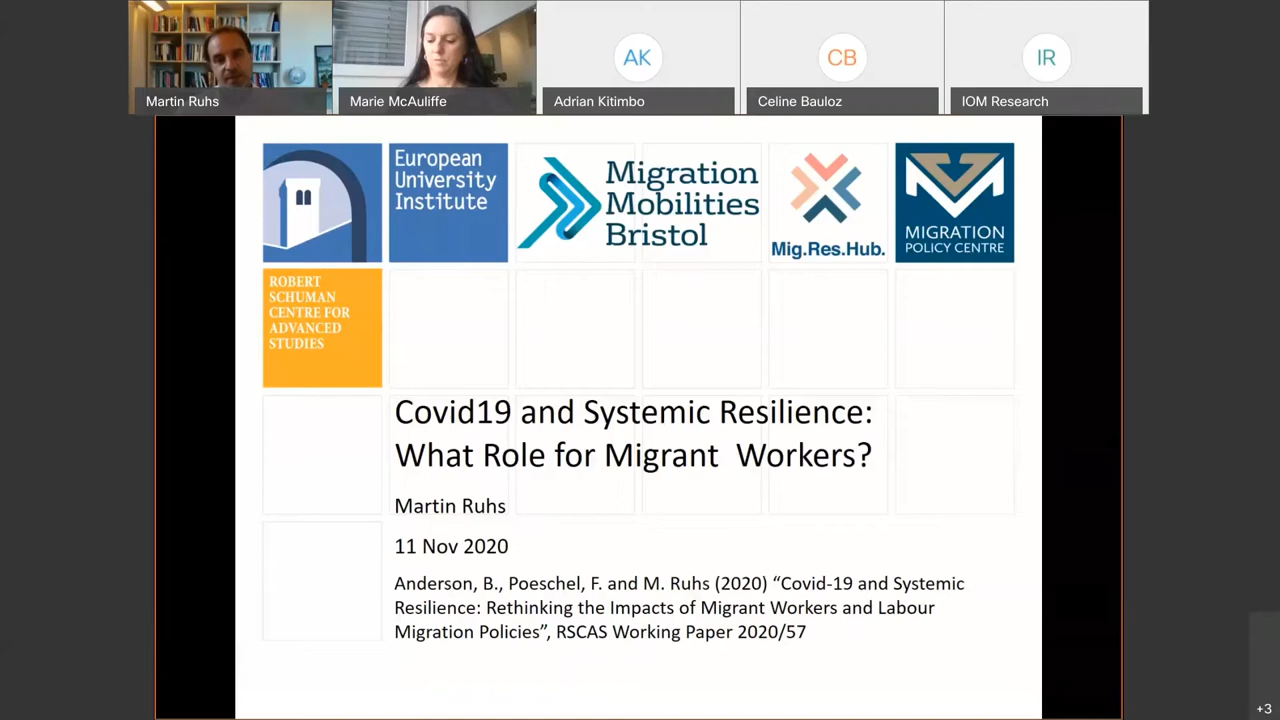 AK
CB
IR
Martin Ruhs
Marie McAuliffe
Adrian Kitimbo
Celine Bauloz
IOM Research
European
University
Institute
Migration
Mobilities
Bristol
Mig.Res.Hub.
MIGRATION
POLICY CENTRE
ROBERT
SCHUMAN
CENTRE FOR
ADVANCED
STUDIES
Covid19 and Systemic Resilience:
What Role for Migrant  Workers?
Martin Ruhs
11 Nov 2020
Anderson, B., Poeschel, F. and M. Ruhs (2020) “Covid-19 and Systemic
Resilience: Rethinking the Impacts of Migrant Workers and Labour
Migration Policies”, RSCAS Working Paper 2020/57
+3